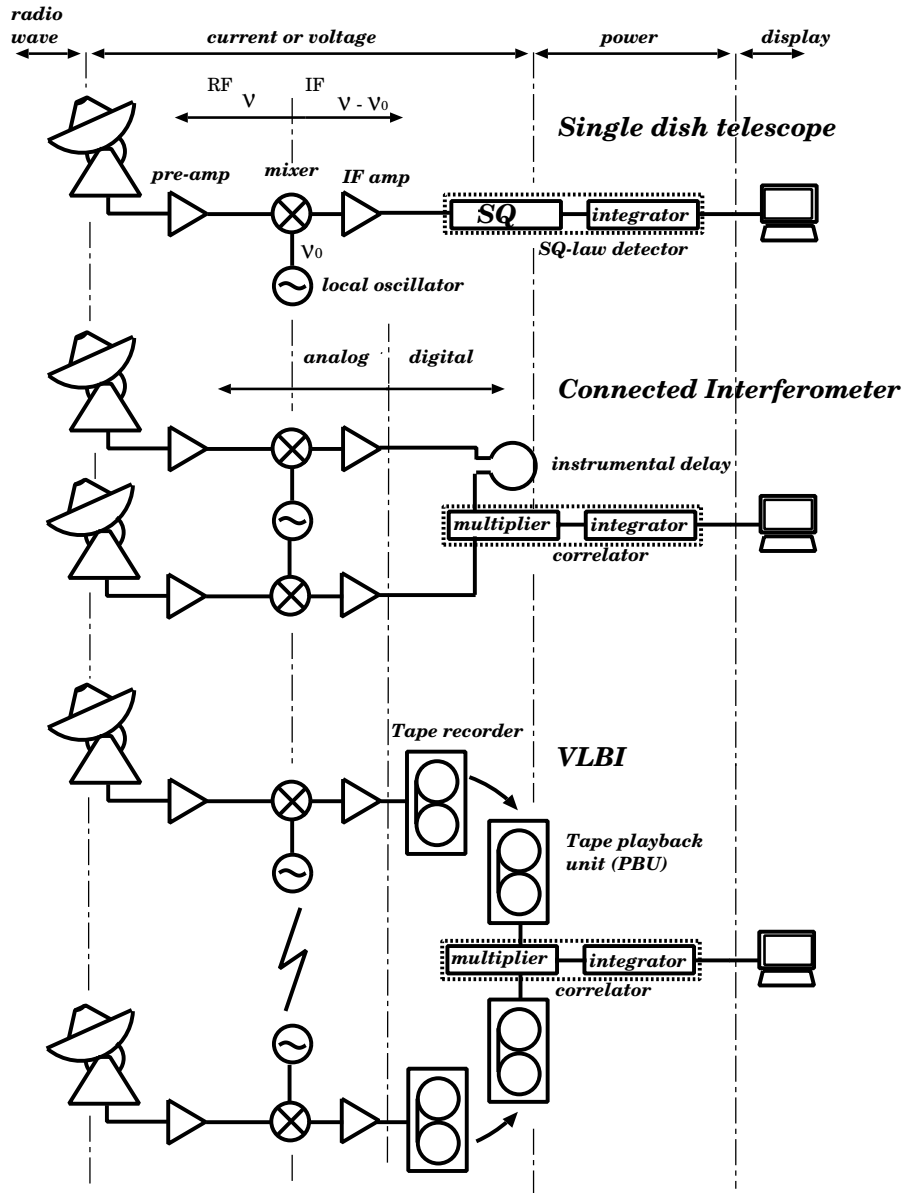 radio
wave
current or voltage
power
display
RF
ν
IF
ν - ν0
Single dish telescope
pre-amp
mixer
IF amp
SQ
integrator
SQ-law detector
ν0
local oscillator
analog
digital
Connected Interferometer
instrumental delay
multiplier
integrator
correlator
Tape recorder
VLBI
Tape playback
unit (PBU)
multiplier
integrator
correlator